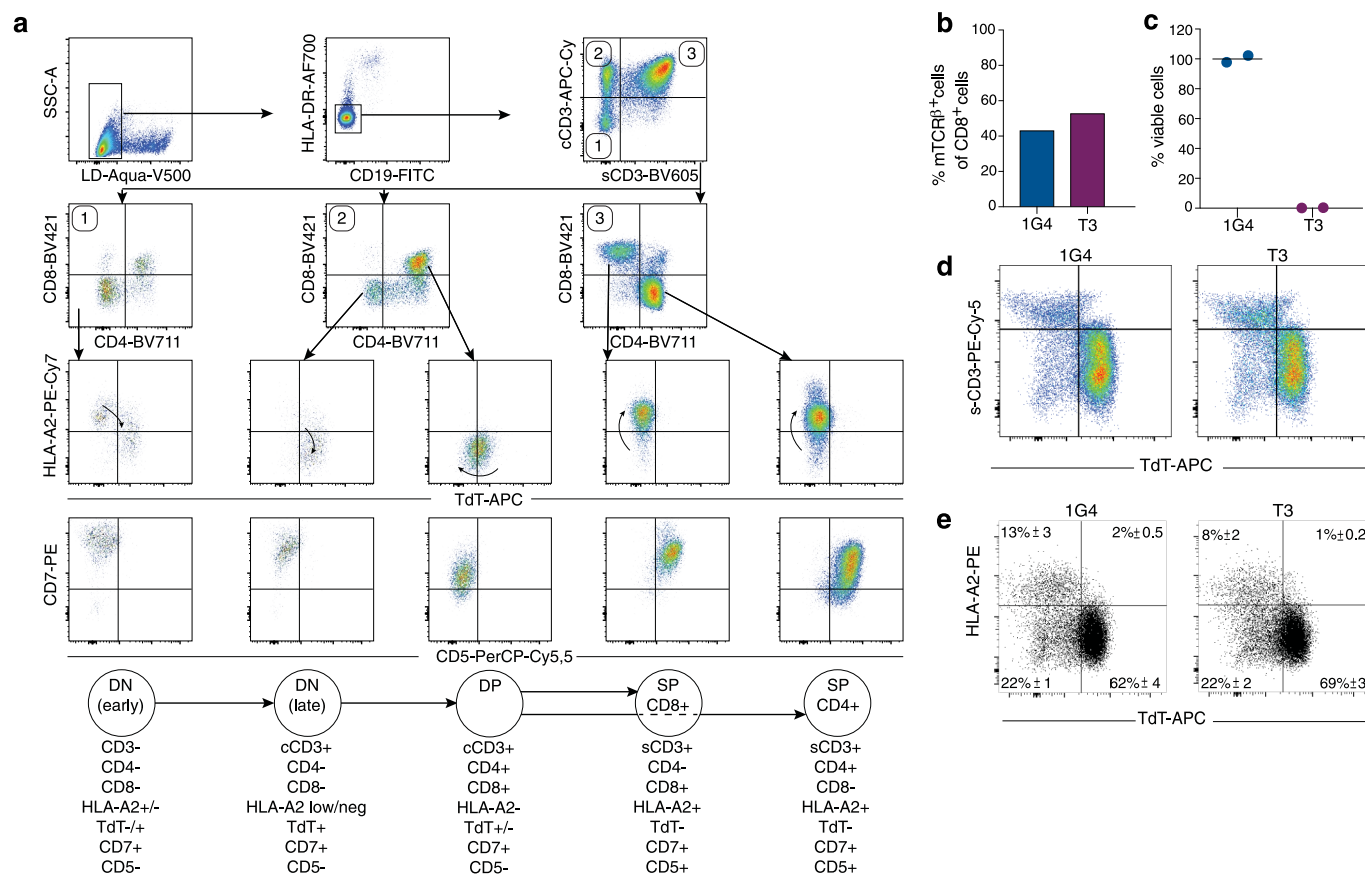 a
SSC-A
LD-Aqua-V500
HLA-DR-AF700
CD19-FITC
cCD3-APC-Cy
2
3
1
sCD3-BV605
CD8-BV421
1
CD4-BV711
CD8-BV421
2
CD4-BV711
CD8-BV421
3
CD4-BV711
HLA-A2-PE-Cy7
TdT-APC
CD7-PE
CD5-PerCP-Cy5,5
DN
(early)
DN
(late)
DP
SP
CD8+
SP
CD4+
CD3-
CD4-
CD8-
HLA-A2+/-
TdT-/+
CD7+
CD5-
cCD3+
CD4-
CD8-
HLA-A2 low/neg
TdT+
CD7+
CD5-
cCD3+
CD4+
CD8+
HLA-A2-
TdT+/-
CD7+
CD5-
sCD3+
CD4-
CD8+
HLA-A2+
TdT-
CD7+
CD5+
sCD3+
CD4+
CD8-
HLA-A2+
TdT-
CD7+
CD5+
b
% mTCRβ+cells
of CD8+cells
100
80
60
40
20
0
1G4
T3
c
% viable cells
120
100
80
60
40
20
0
1G4
T3
d
1G4
T3
s-CD3-PE-Cy-5
TdT-APC
e
1G4
T3
HLA-A2-PE
13%±3
2%±0.5
22%±1
62%±4
8%±2
1%±0.2
22%±2
69%±3
TdT-APC